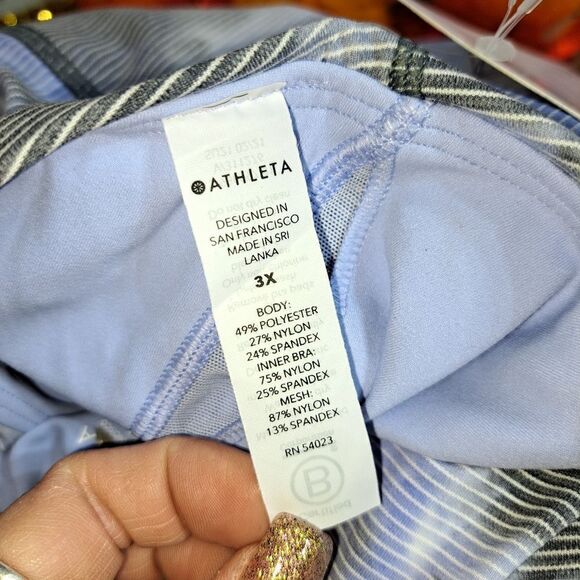 ATHLETA
DESIGNED IN
SAN FRANCISCO
MADE IN SRI
LANKA
3X
BODY:
49% POLYESTER
27% NYLON
24% SPANDEX
INNER BRA:
75% NYLON
25% SPANDEX
MESH:
87% NYLON
13% SPANDEX
RN 54023
B